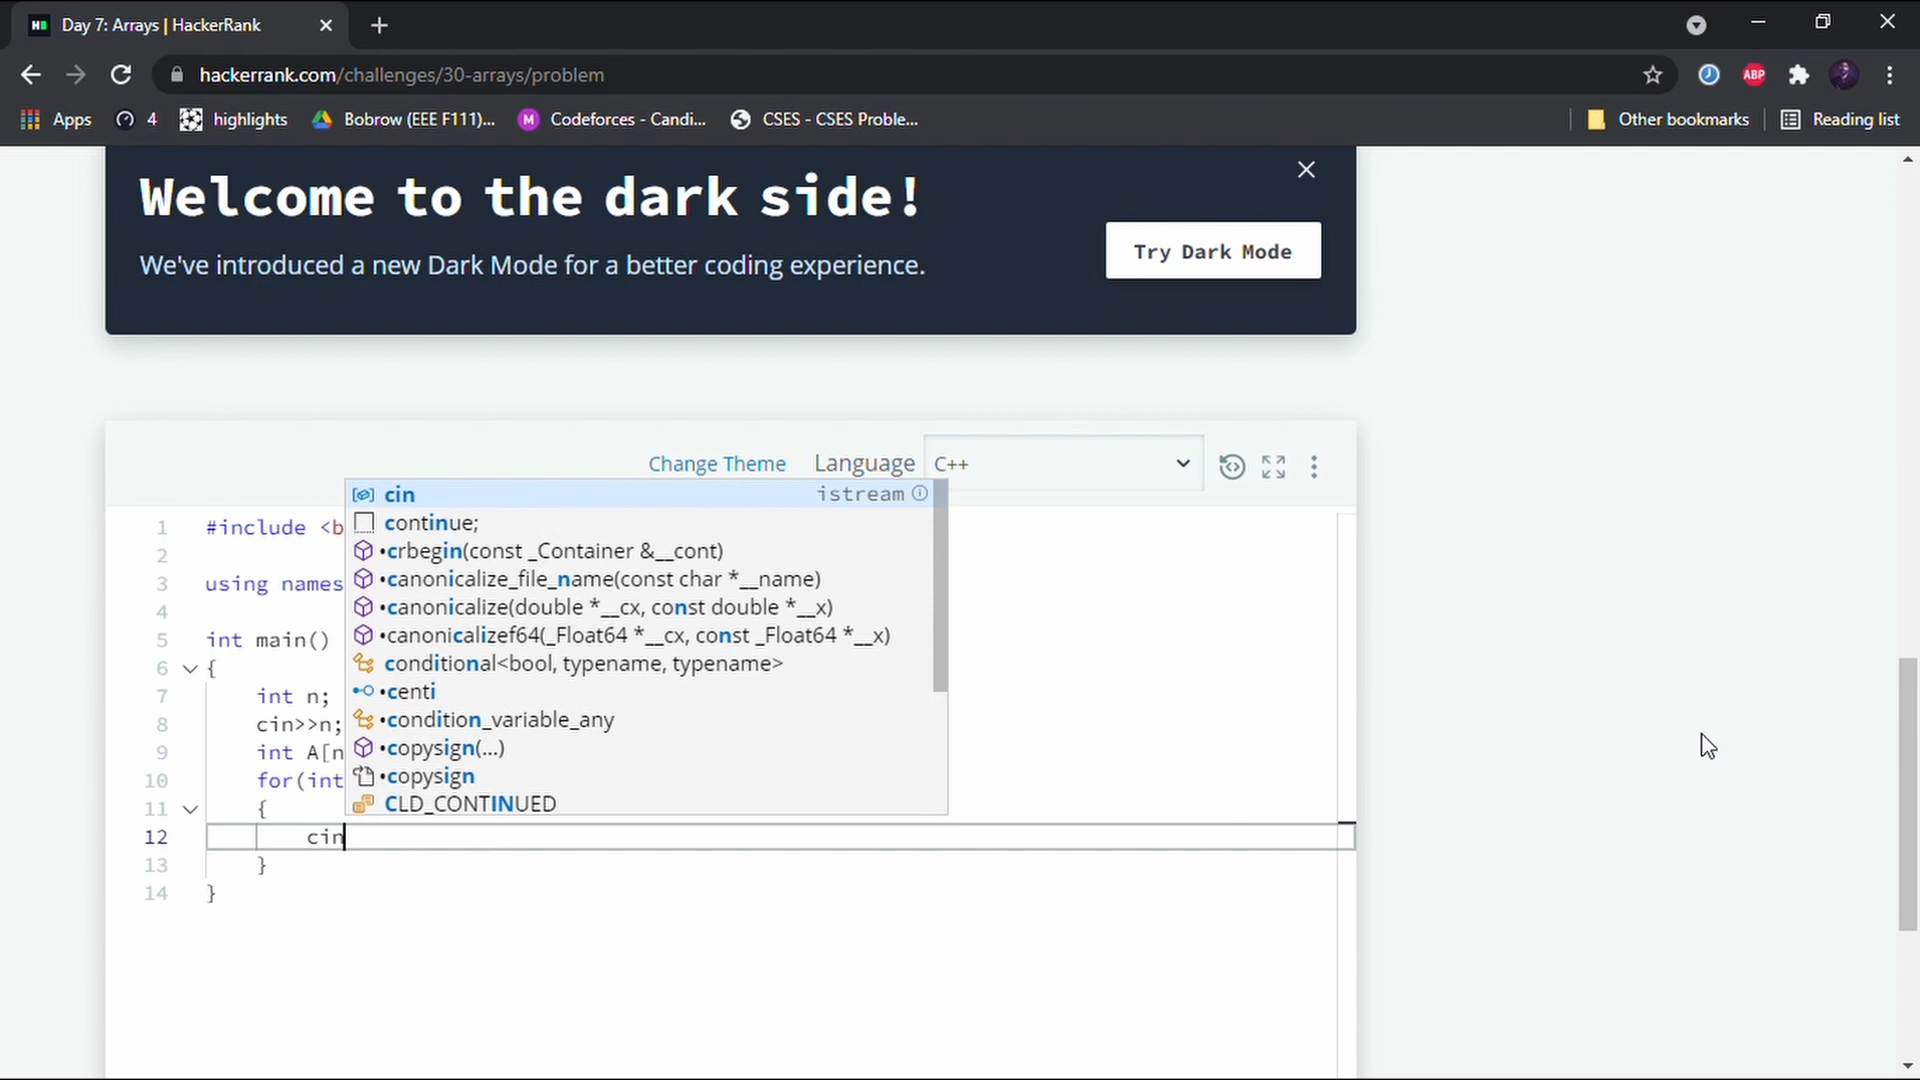 Day 7: Arrays | HackerRank
hackerrank.com/challenges/30-arrays/problem
ABP
Apps
4
highlights
Bobrow (EEE F111)...
M
Codeforces - Candi...
CSES - CSES Proble...
Other bookmarks
Reading list
Welcome to the dark side!
We've introduced a new Dark Mode for a better coding experience.
Try Dark Mode
Change Theme
Language
C++
cin
istream
continue;
•crbegin(const _Container &__cont)
•canonicalize_file_name(const char *__name)
•canonicalize(double *__cx, const double *__x)
•canonicalizef64(_Float64 *__cx, const _Float64 *__x)
conditional<bool, typename, typename>
•centi
•condition_variable_any
•copysign(...)
•copysign
CLD_CONTINUED
1 #include <b
2
3 using names
4
5 int main()
6 {
7 int n;
8 cin>>n;
9 int A[n
10 for(int
11 {
12 cin
13 }
14 }